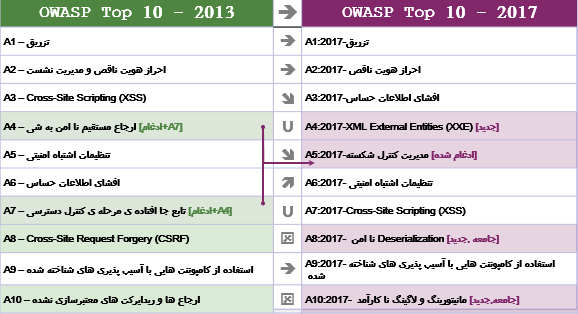 OWASP Top 10 – 2013 → OWASP Top 10 – 2017
A1 – تزریق → A1:2017-تزریق
A2 – احراز هویت ناقص و مدیریت نشست → A2:2017- احراز هویت ناقص
A3 – Cross-Site Scripting (XSS) A3:2017-افشای اطلاعات حساس
A4 – ارجاع مستقیم نا امن به شی [ادغام+A7] U A4:2017-XML External Entities (XXE) [جدید]
A5 – تنظیمات اشتباه امنیتی A5:2017- مدیریت کنترل شکسته [ادغام شده]
A6 – افشای اطلاعات حساس A6:2017- تنظیمات اشتباه امنیتی
A7 – تابع جا افتاده ی مرحله ی کنترل دسترسی [ادغام+A4] U A7:2017-Cross-Site Scripting (XSS)
A8 – Cross-Site Request Forgery (CSRF) A8:2017- نا امن Deserialization [جامعه ,جدید]
A9 – استفاده از کامپوننت هایی با آسیب پذیری های شناخته شده → A9:2017- استفاده از کامپوننت هایی با آسیب پذیری های شناخته
شده
A10 – ارجاع ها و ریدایرکت های معتبرسازی نشده A10:2017- مانیتورینگ و لاگینگ نا کارآمد [جامعه,جدید]